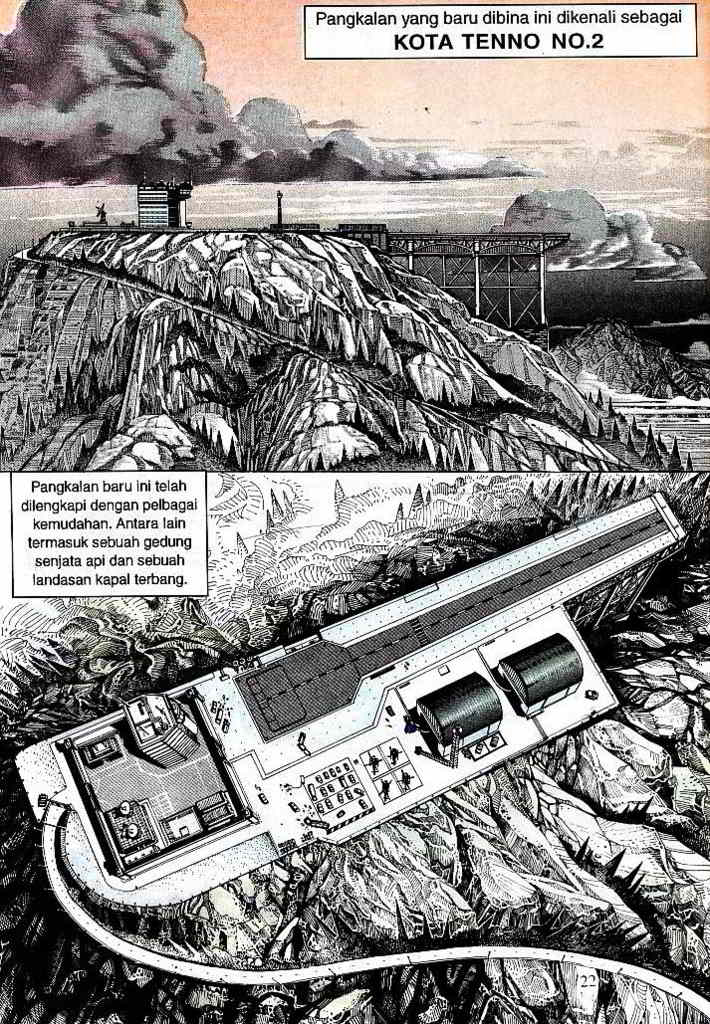 Pangkalan yang baru dibina ini dikenali sebagai
KOTA TENNO NO.2
Pangkalan baru ini telah
dilengkapi dengan pelbagai
kemudahan. Antara lain
termasuk sebuah gedung
senjata api dan sebuah
landasan kapal terbang.
22